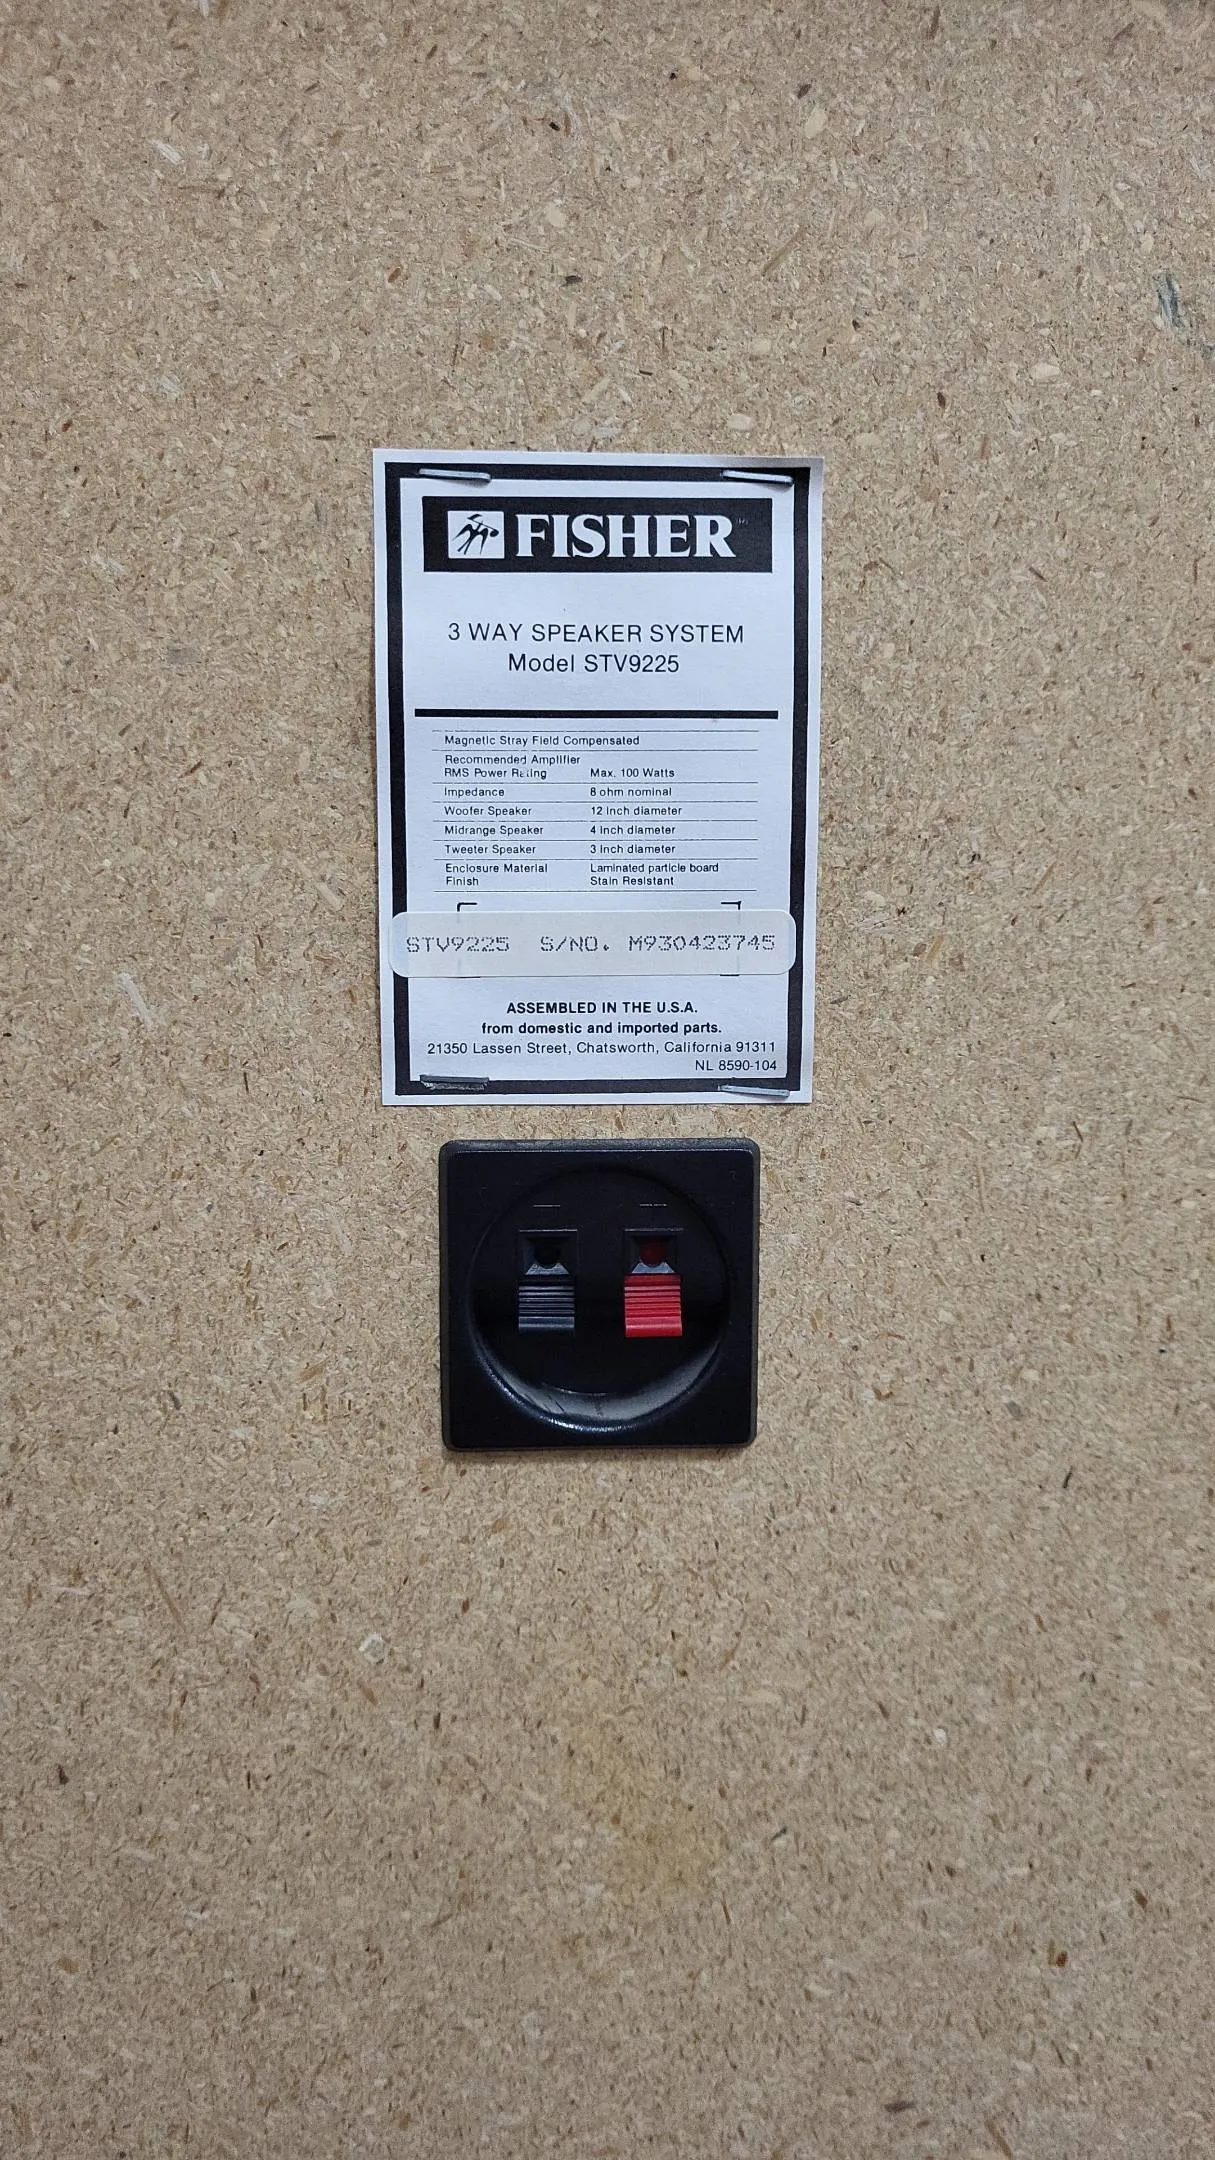 FISHER™
3 WAY SPEAKER SYSTEM
Model STV9225
Magnetic Stray Field Compensated
Recommended Amplifier
RMS Power Rating Max. 100 Watts
Impedance 8 ohm nominal
Woofer Speaker 12 inch diameter
Midrange Speaker 4 inch diameter
Tweeter Speaker 3 inch diameter
Enclosure Material Laminated particle board
Finish Stain Resistant
STV9225 S/NO. M930423745
ASSEMBLED IN THE U.S.A.
from domestic and imported parts.
21350 Lassen Street, Chatsworth, California 91311
NL 8590-104